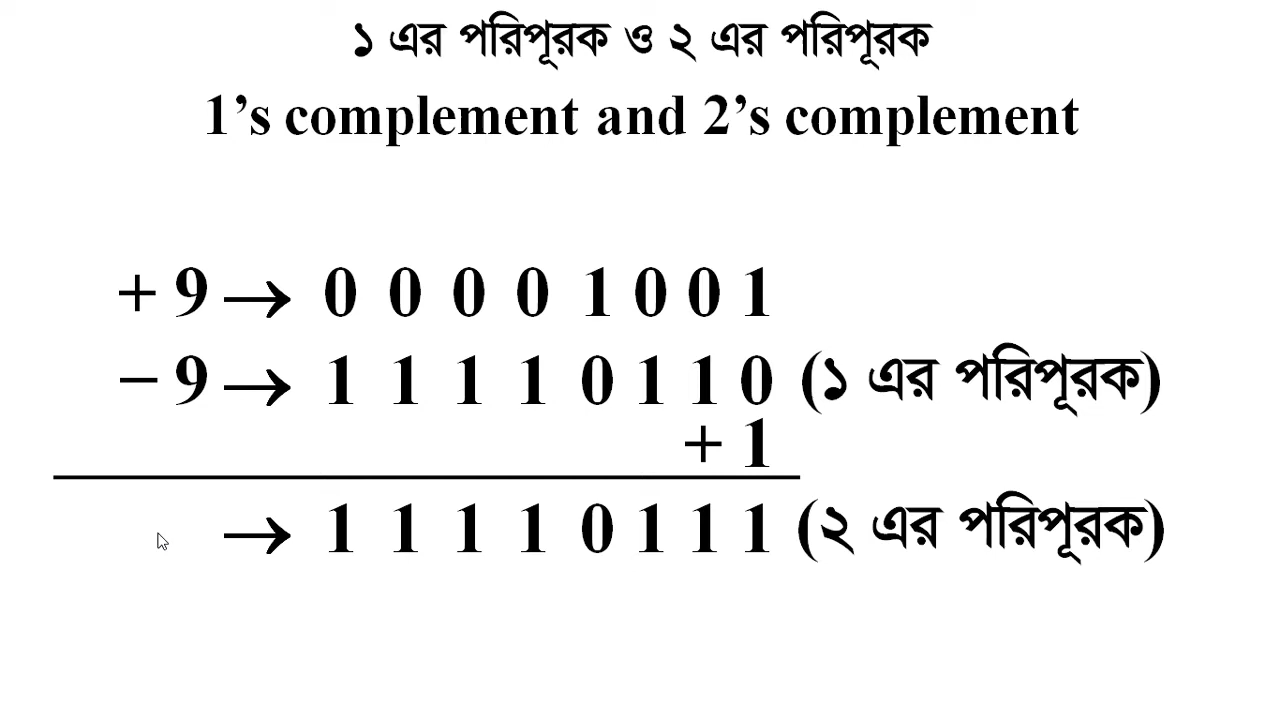 ১ এর পরিপূরক ও ২ এর পরিপূরক
1’s complement and 2’s complement
+ 9 → 0 0 0 0 1 0 0 1
− 9 → 1 1 1 1 0 1 1 0 (১ এর পরিপূরক)
+ 1
→ 1 1 1 1 0 1 1 1 (২ এর পরিপূরক)